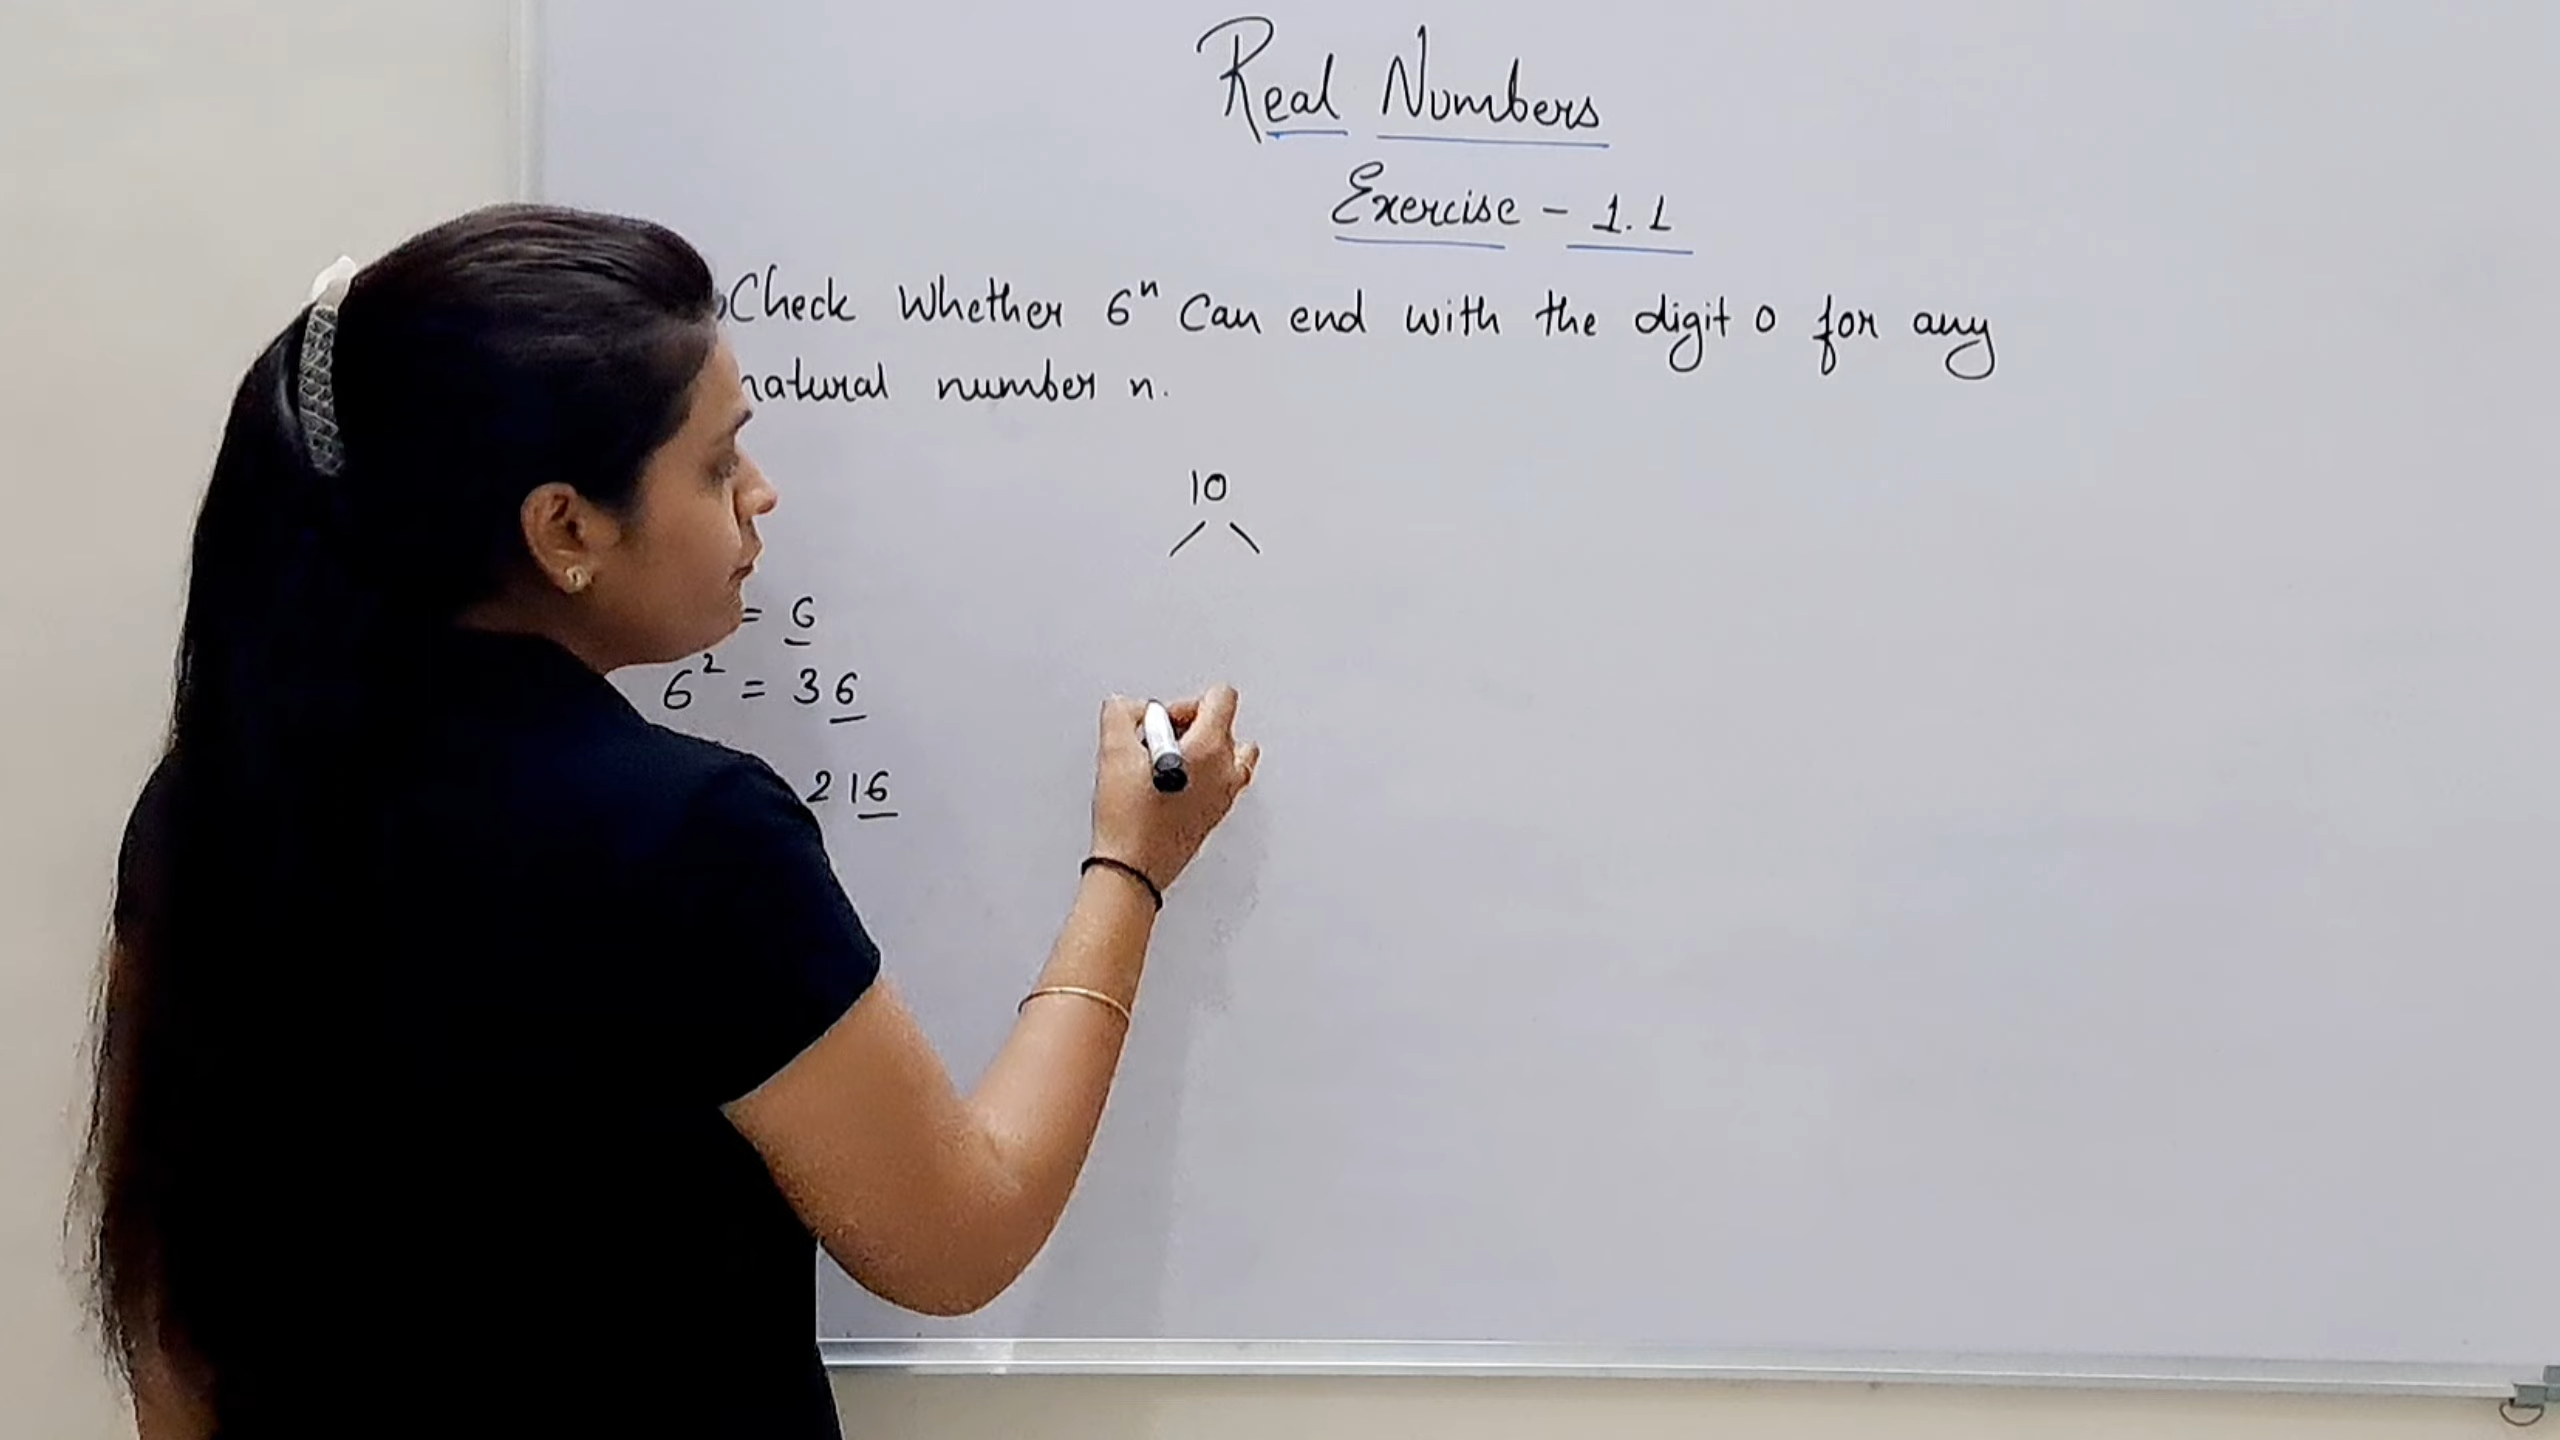 Real Numbers
Exercise - 1.1
Check Whether 6ⁿ Can end with the digit 0 for any
natural number n.
10
= 6
6² = 36
216